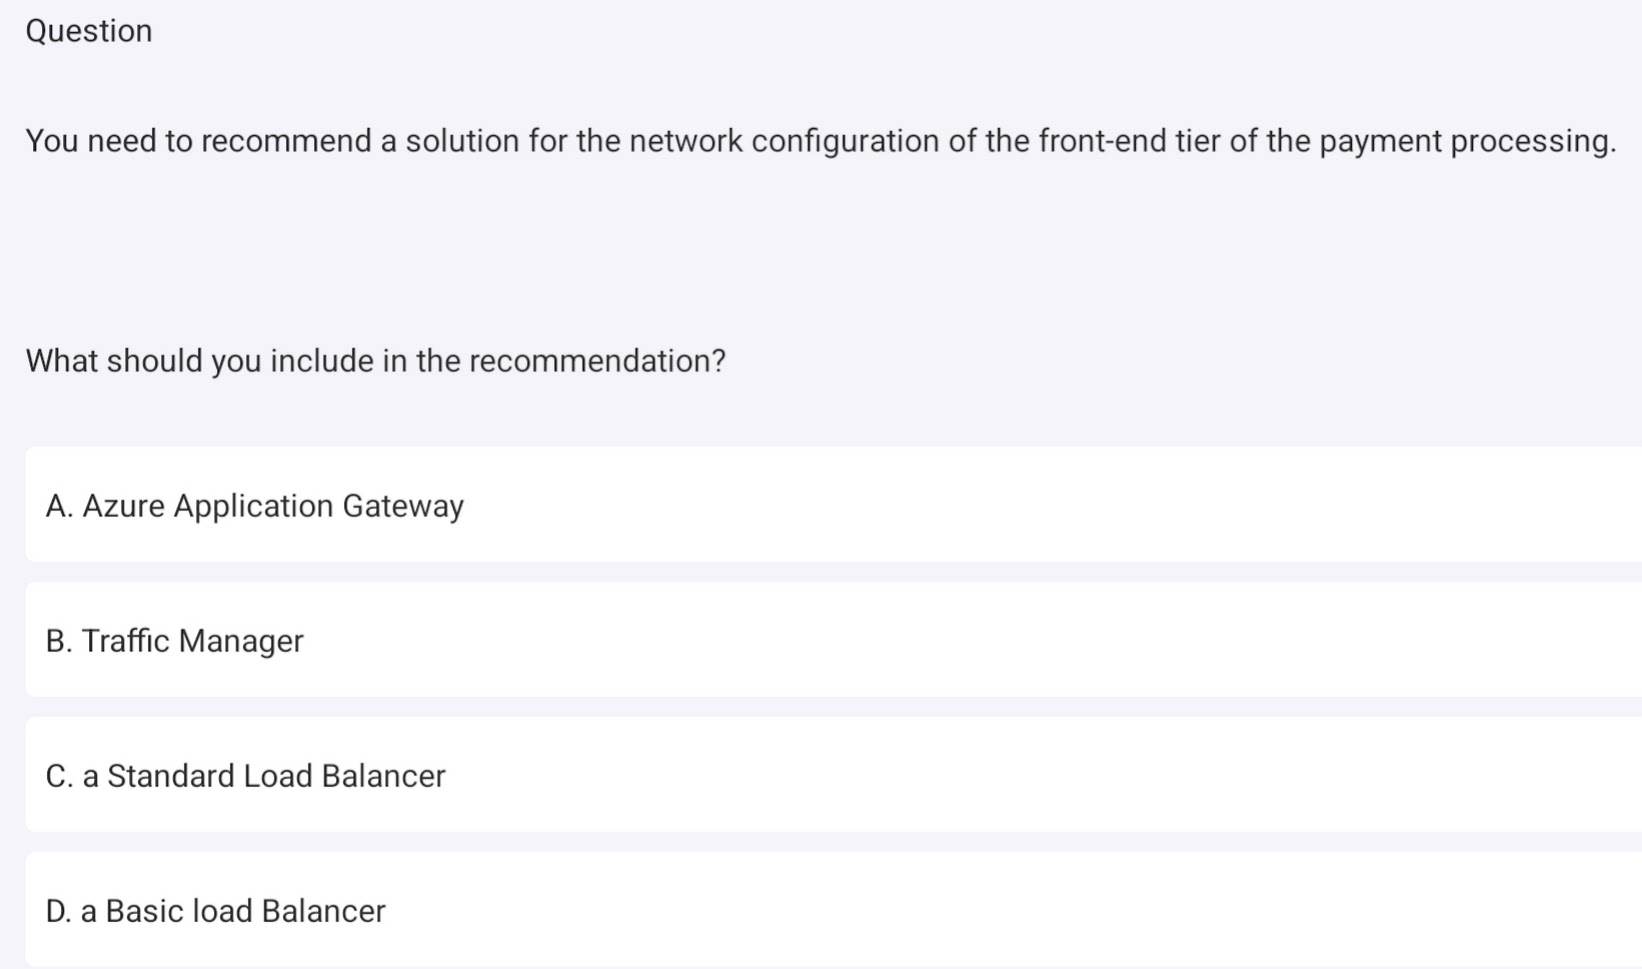 Question
You need to recommend a solution for the network configuration of the front-end tier of the payment processing.
What should you include in the recommendation?
A. Azure Application Gateway
B. Traffic Manager
C. a Standard Load Balancer
D. a Basic load Balancer